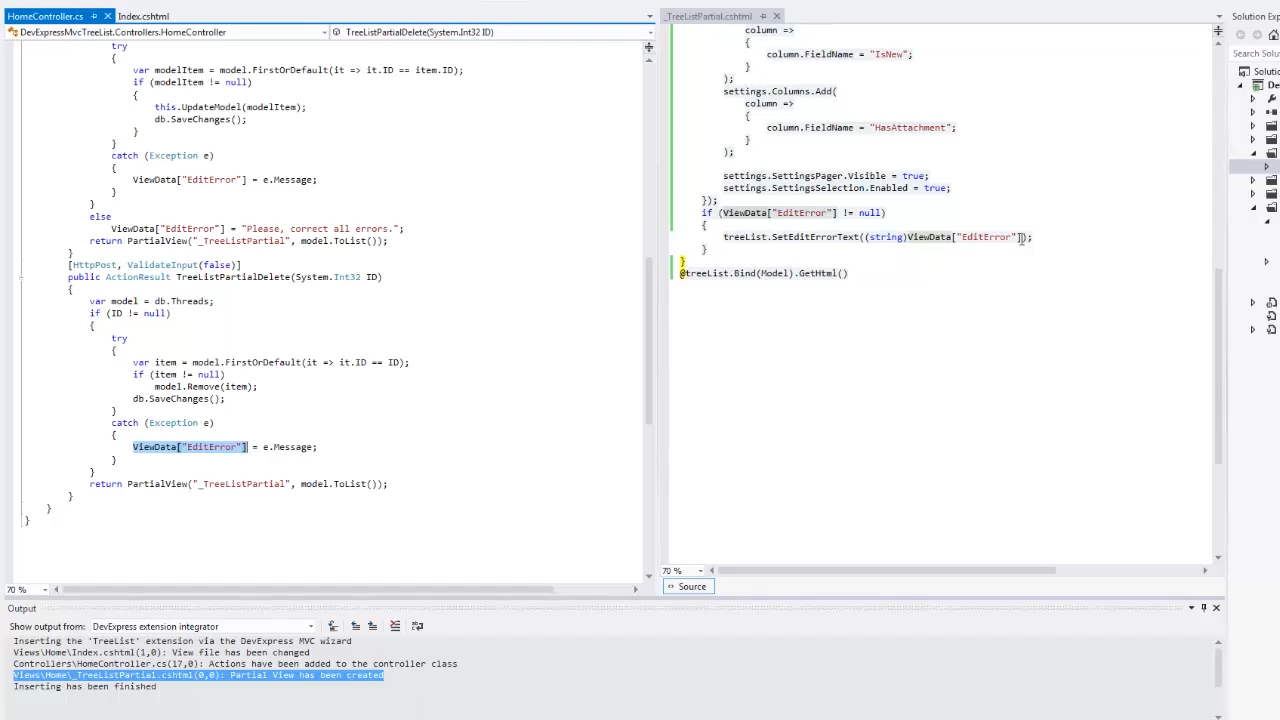 HomeController.cs
Index.cshtml
DevExpressMvcTreeList.Controllers.HomeController
TreeListPartialDelete(System.Int32 ID)
try
{
var modelItem = model.FirstOrDefault(it => it.ID == item.ID);
if (modelItem != null)
{
this.UpdateModel(modelItem);
db.SaveChanges();
}
}
catch (Exception e)
{
ViewData["EditError"] = e.Message;
}
}
else
ViewData["EditError"] = "Please, correct all errors.";
return PartialView("_TreeListPartial", model.ToList());
}
[HttpPost, ValidateInput(false)]
public ActionResult TreeListPartialDelete(System.Int32 ID)
{
var model = db.Threads;
if (ID != null)
{
try
{
var item = model.FirstOrDefault(it => it.ID == ID);
if (item != null)
model.Remove(item);
db.SaveChanges();
}
catch (Exception e)
{
ViewData["EditError"] = e.Message;
}
}
return PartialView("_TreeListPartial", model.ToList());
}
}
}
70 %
_TreeListPartial.cshtml
column =>
{
column.FieldName = "IsNew";
}
);
settings.Columns.Add(
column =>
{
column.FieldName = "HasAttachment";
}
);
settings.SettingsPager.Visible = true;
settings.SettingsSelection.Enabled = true;
});
if (ViewData["EditError"] != null)
{
treeList.SetEditErrorText((string)ViewData["EditError"]);
}
}
@treeList.Bind(Model).GetHtml()
70 %
Source
Solution Exp
Search Soluti
Soluti
De
Output
Show output from: DevExpress extension integrator
Inserting the 'TreeList' extension via the DevExpress MVC wizard
Views\Home\Index.cshtml(1,0): View file has been changed
Controllers\HomeController.cs(17,0): Actions have been added to the controller class
Views\Home\_TreeListPartial.cshtml(0,0): Partial View has been created
Inserting has been finished